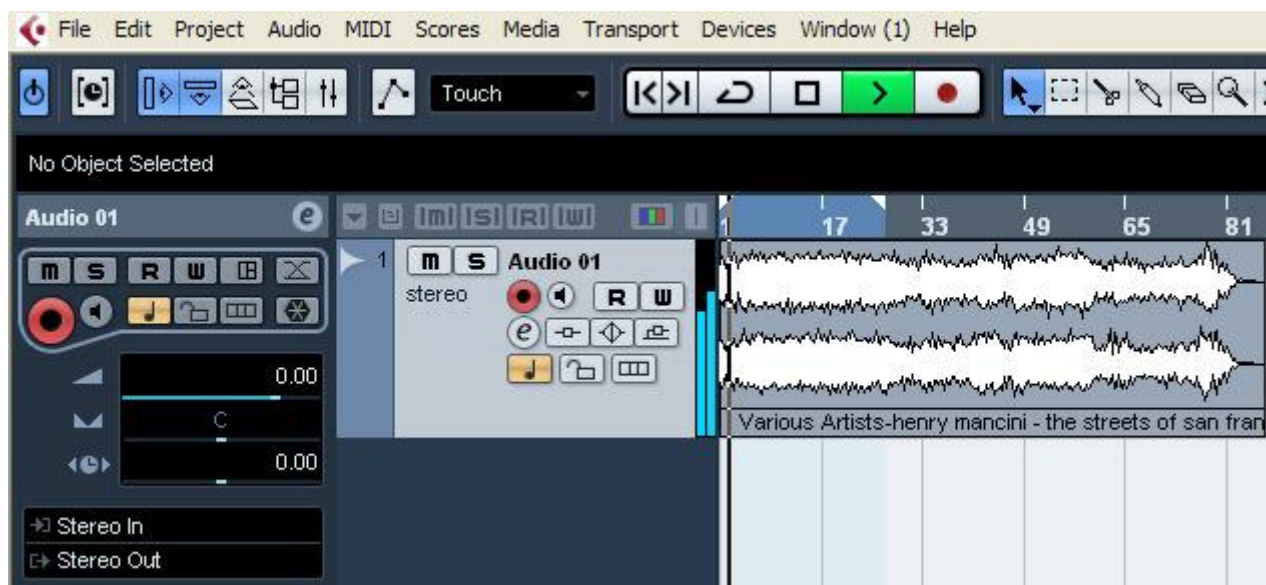 File Edit Project Audio MIDI Scores Media Transport Devices Window (1) Help
Touch
No Object Selected
Audio 01 e
m S R W
0.00
C
0.00
Stereo In
Stereo Out
m S R W
1 m S Audio 01
stereo R W
e
1 17 33 49 65 81
Various Artists-henry mancini - the streets of san fran